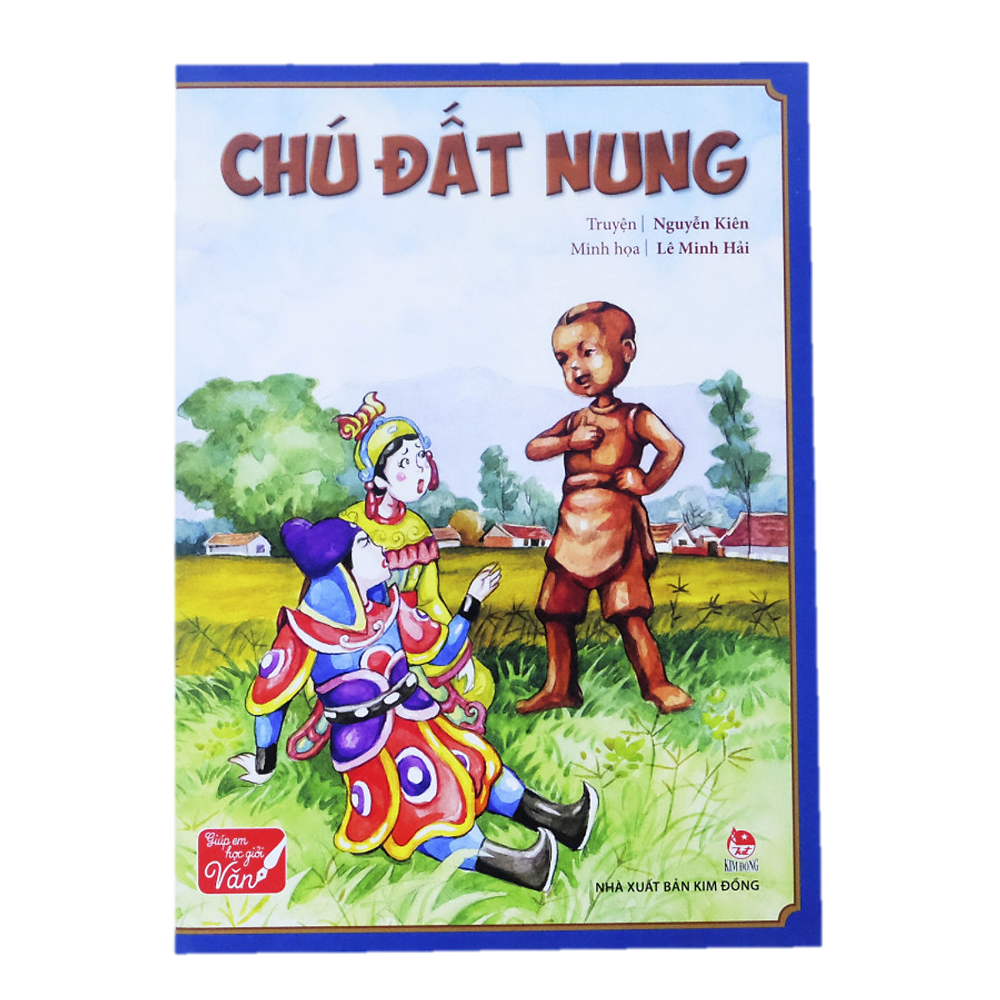 CHÚ ĐẤT NUNG
Truyện | Nguyễn Kiên
Minh họa | Lê Minh Hải
Giúp em
học giỏi
Văn
KIM ĐỒNG
NHÀ XUẤT BẢN KIM ĐỒNG